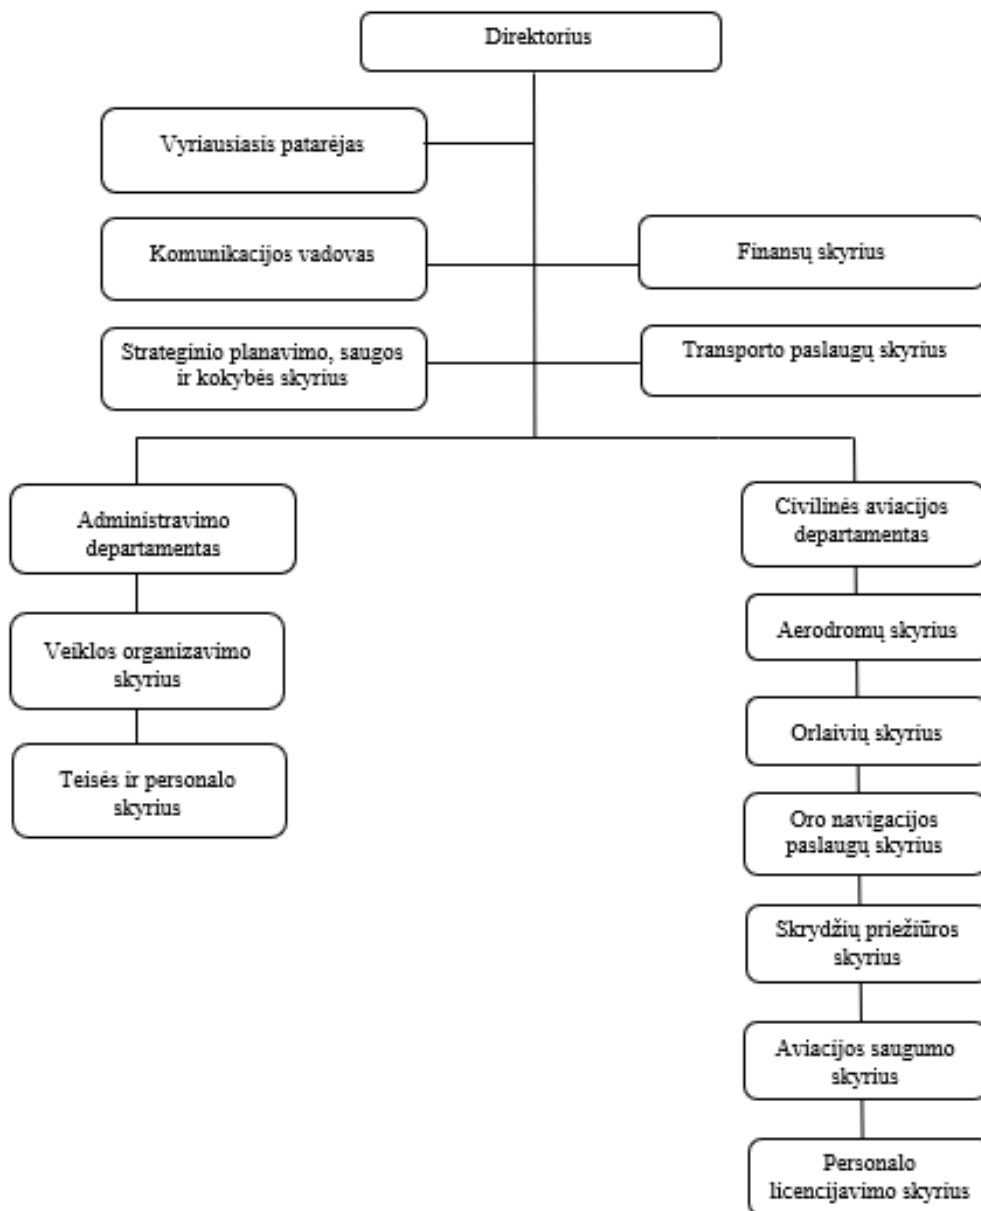 Direktorius
Vyriausiasis patarėjas
Komunikacijos vadovas
Finansų skyrius
Strateginio planavimo, saugos
ir kokybės skyrius
Transporto paslaugų skyrius
Administravimo
departamentas
Civilinės aviacijos
departamentas
Veiklos organizavimo
skyrius
Aerodromų skyrius
Teisės ir personalo
skyrius
Orlaivių skyrius
Oro navigacijos
paslaugų skyrius
Skrydžių priežiūros
skyrius
Aviacijos saugumo
skyrius
Personalo
licencijavimo skyrius